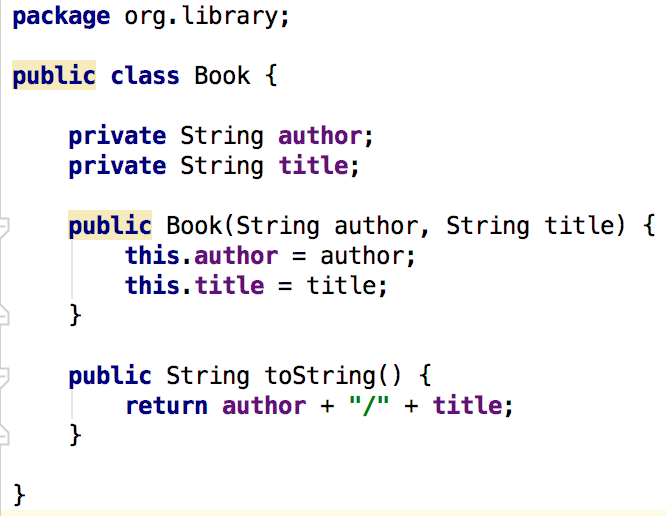 package org.library;
public class Book {
private String author;
private String title;
public Book(String author, String title) {
this.author = author;
this.title = title;
}
public String toString() {
return author + "/" + title;
}
}